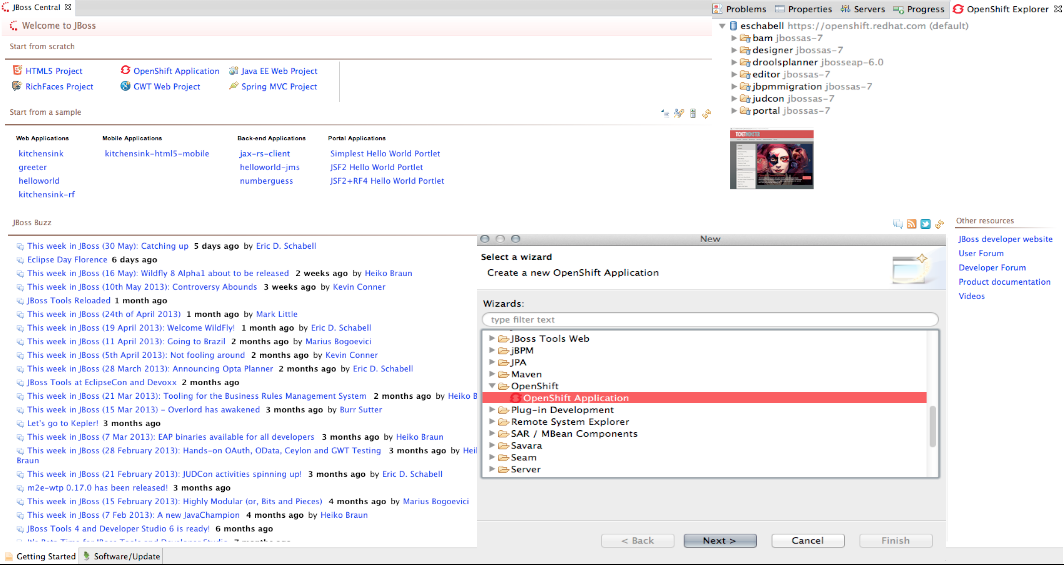 JBoss Central
Welcome to JBoss
Start from scratch
HTML5 Project OpenShift Application Java EE Web Project
RichFaces Project GWT Web Project Spring MVC Project
Start from a sample
Web Applications Mobile Applications Back-end Applications Portal Applications
kitchensink kitchensink-html5-mobile jax-rs-client Simplest Hello World Portlet
greeter helloworld-jms JSF2 Hello World Portlet
helloworld numberguess JSF2+RF4 Hello World Portlet
kitchensink-rf
Problems Properties Servers Progress OpenShift Explorer
eschabell https://openshift.redhat.com (default)
bam jbossas-7
designer jbossas-7
droolsplanner jbosseap-6.0
editor jbossas-7
jbpmmigration jbossas-7
judcon jbossas-7
portal jbossas-7
JBoss Buzz
This week in JBoss (30 May): Catching up 5 days ago by Eric D. Schabell
Eclipse Day Florence 6 days ago
This week in JBoss (16 May): Wildfly 8 Alpha1 about to be released 2 weeks ago by Heiko Braun
This week in JBoss (10th May 2013): Controversy Abounds 3 weeks ago by Kevin Conner
JBoss Tools Reloaded 1 month ago
This week in JBoss (24th of April 2013) 1 month ago by Mark Little
This week in JBoss (19 April 2013): Welcome WildFly! 1 month ago by Eric D. Schabell
This week in JBoss (11 April 2013): Going to Brazil 2 months ago by Marius Bogoevici
This week in JBoss (5th April 2013): Not fooling around 2 months ago by Kevin Conner
This week in JBoss (28 March 2013): Announcing Opta Planner 2 months ago by Eric D. Schabell
JBoss Tools at EclipseCon and Devoxx 2 months ago
This week in JBoss (21 Mar 2013): Tooling for the Business Rules Management System 2 months ago by Heiko B
This week in JBoss (15 Mar 2013) - Overlord has awakened 3 months ago by Burr Sutter
Let's go to Kepler! 3 months ago
This week in JBoss (7 Mar 2013): EAP binaries available for all developers 3 months ago by Heiko Braun
This week in JBoss (28 February 2013): Hands-on OAuth, OData, Ceylon and GWT Testing 3 months ago by Heiko
Braun
This week in JBoss (21 February 2013): JUDCon activities spinning up! 3 months ago by Eric D. Schabell
m2e-wtp 0.17.0 has been released! 3 months ago
This week in JBoss (15 February 2013): Highly Modular (or, Bits and Pieces) 4 months ago by Marius Bogoevici
This week in JBoss (7 Feb 2013): A new JavaChampion 4 months ago by Heiko Braun
JBoss Tools 4 and Developer Studio 6 is ready! 6 months ago
New
Select a wizard
Create a new OpenShift Application
Wizards:
type filter text
JBoss Tools Web
jBPM
JPA
Maven
OpenShift
OpenShift Application
Plug-in Development
Remote System Explorer
SAR / MBean Components
Savara
Seam
Server
< Back Next > Cancel Finish
Other resources
JBoss developer website
User Forum
Developer Forum
Product documentation
Videos
Getting Started Software/Update